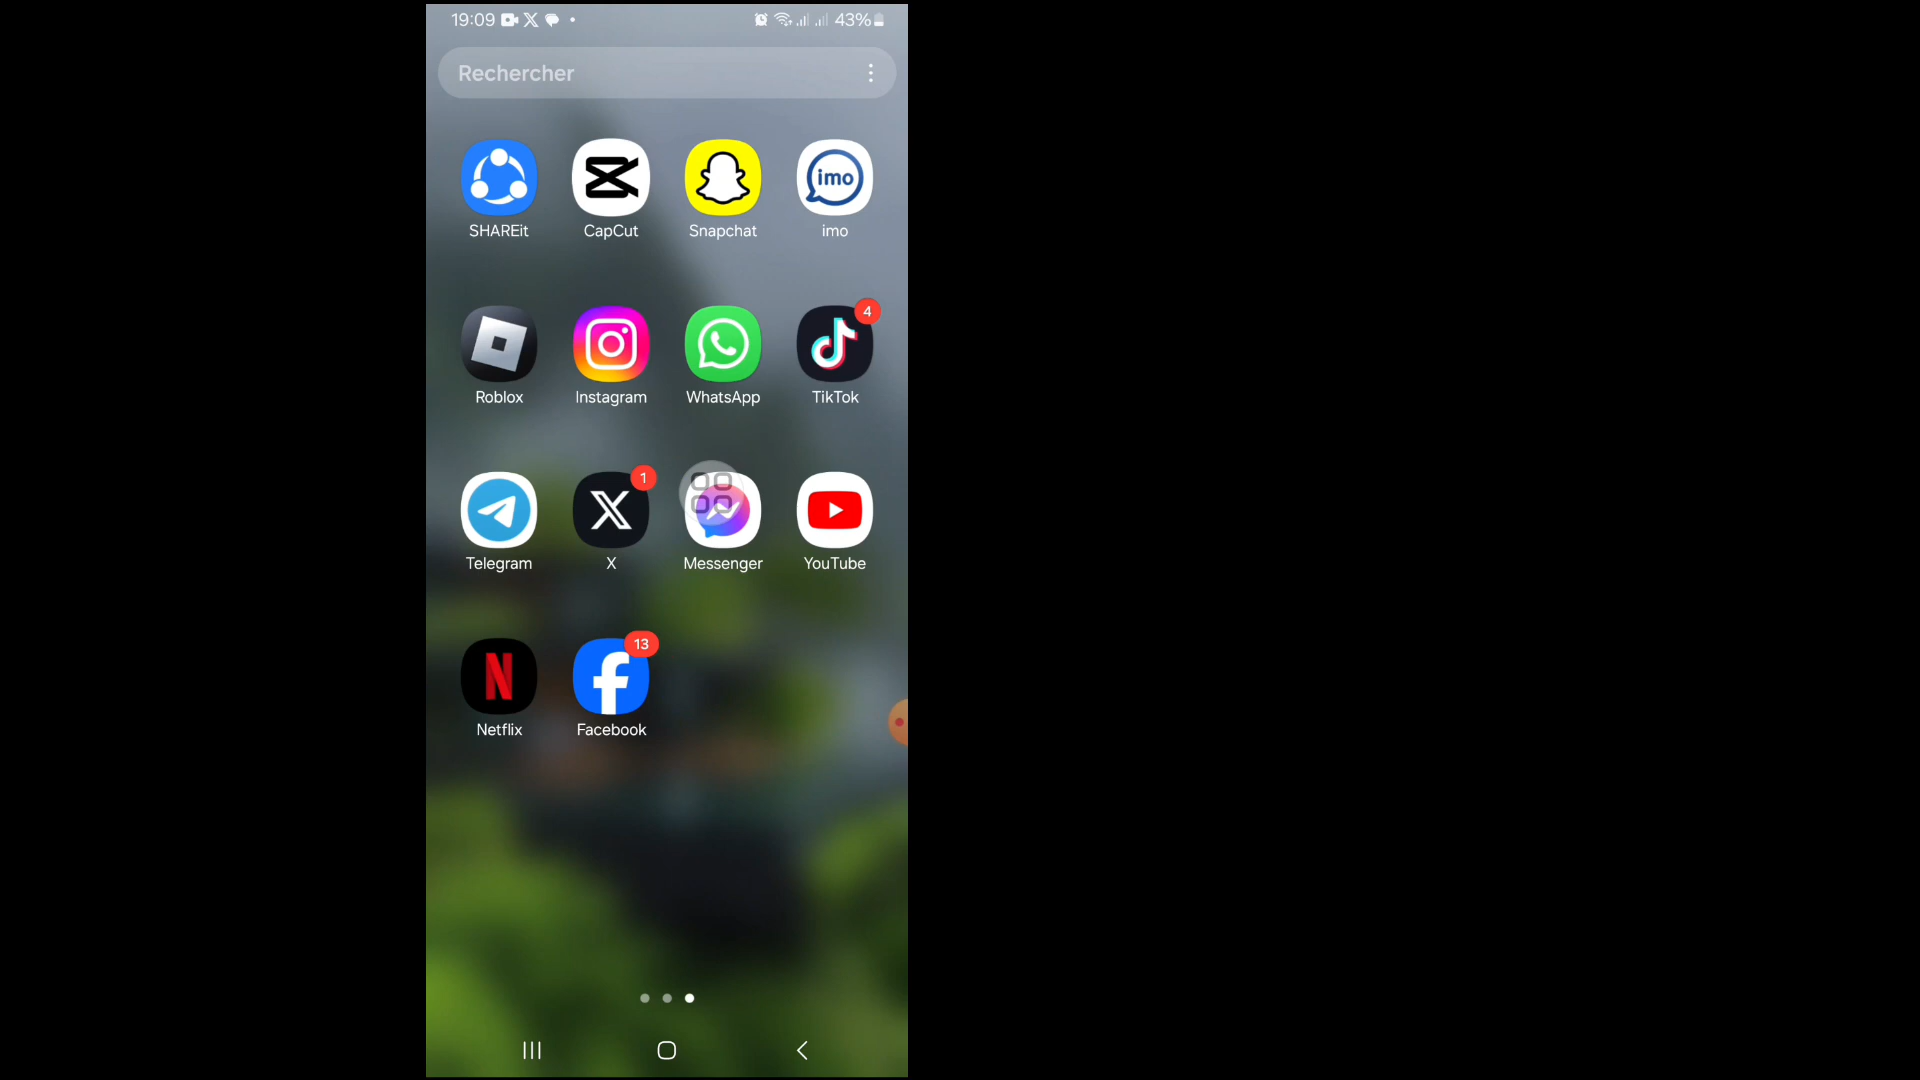 19:09 43%
Rechercher
imo
SHAREit CapCut Snapchat imo
4
Roblox Instagram WhatsApp TikTok
1
Telegram X Messenger YouTube
13
Netflix Facebook